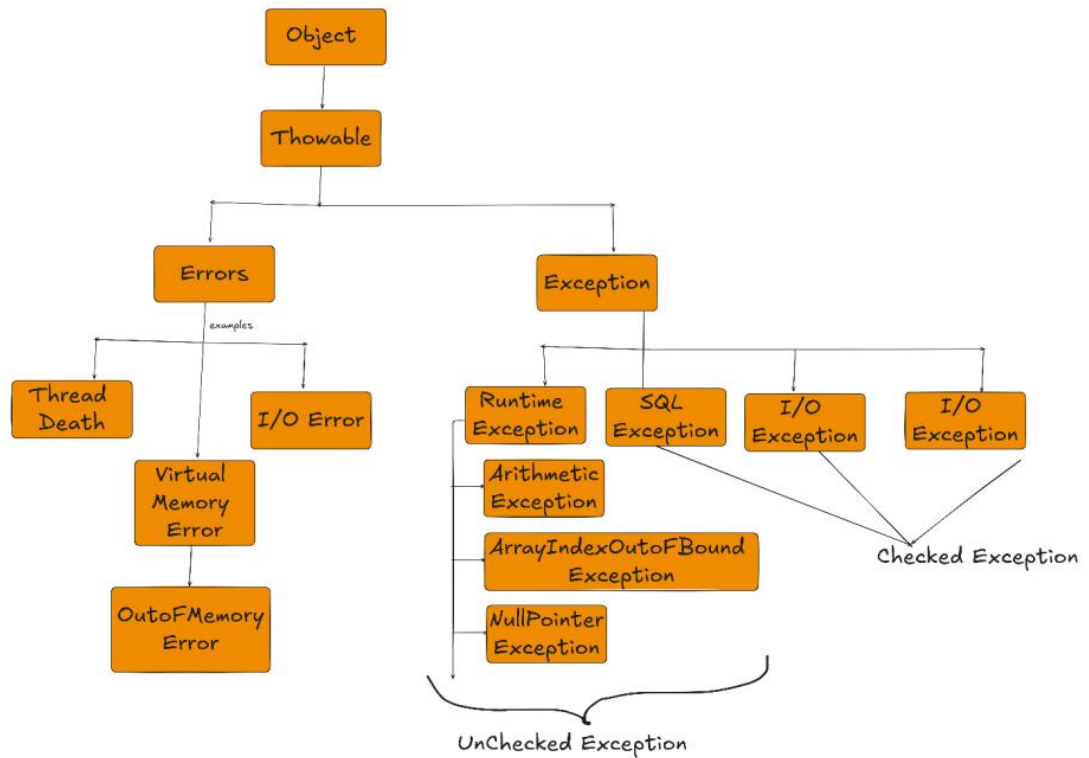 Object
Thowable
Errors
Exception
examples
Thread
Death
I/O Error
Virtual
Memory
Error
OutoFMemory
Error
Runtime
Exception
SQL
Exception
I/O
Exception
I/O
Exception
Arithmetic
Exception
ArrayIndexOutoFBound
Exception
NullPointer
Exception
Checked Exception
UnChecked Exception